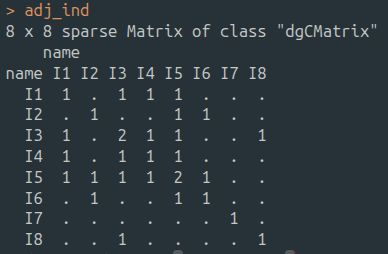 > adj_ind
8 x 8 sparse Matrix of class "dgCMatrix"
    name
name I1 I2 I3 I4 I5 I6 I7 I8
  I1  1  .  1  1  1  .  .  .
  I2  .  1  .  .  1  1  .  .
  I3  1  .  2  1  1  .  .  1
  I4  1  .  1  1  1  .  .  .
  I5  1  1  1  1  2  1  .  .
  I6  .  1  .  .  1  1  .  .
  I7  .  .  .  .  .  .  1  .
  I8  .  .  1  .  .  .  .  1